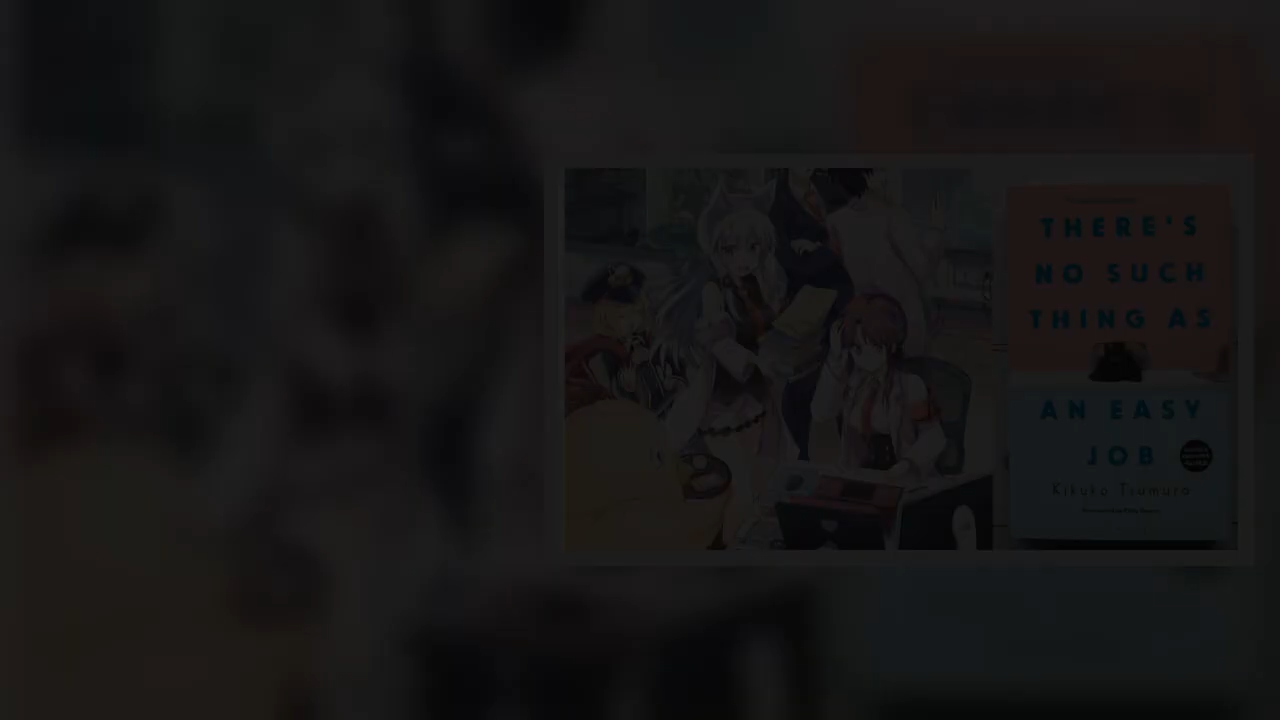 THERE'S
NO SUCH
THING AS
AN EASY
JOB
Kikuko Tsumura